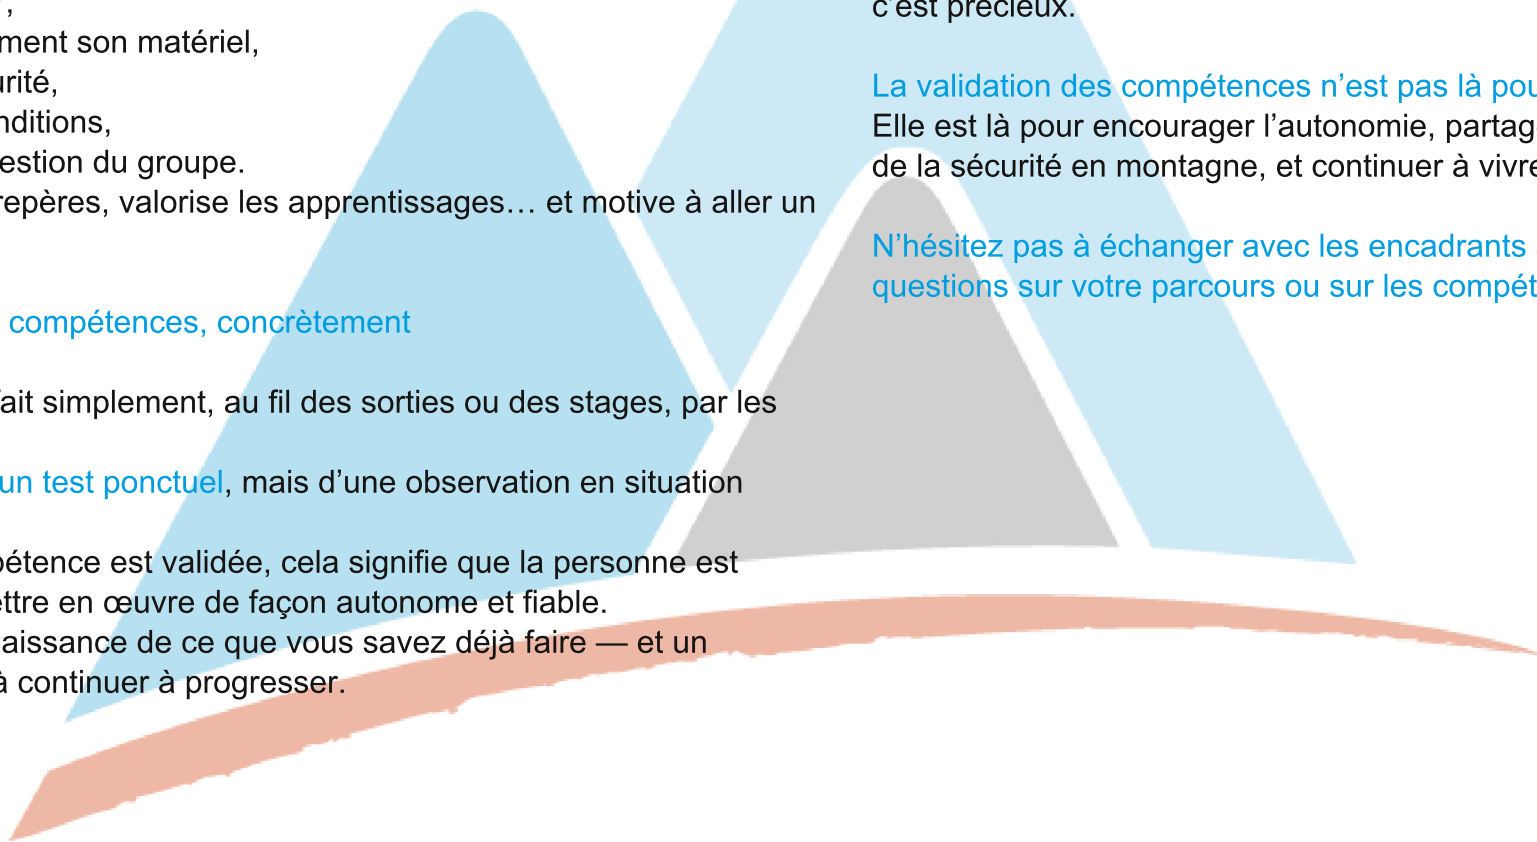 ,
ment son matériel,
urité,
nditions,
estion du groupe.
repères, valorise les apprentissages… et motive à aller un
compétences, concrètement
fait simplement, au fil des sorties ou des stages, par les
un test ponctuel, mais d’une observation en situation
pétence est validée, cela signifie que la personne est
ettre en œuvre de façon autonome et fiable.
naissance de ce que vous savez déjà faire — et un
à continuer à progresser.
c’est précieux.
La validation des compétences n’est pas là pou
Elle est là pour encourager l’autonomie, partag
de la sécurité en montagne, et continuer à vivre
N’hésitez pas à échanger avec les encadrants
questions sur votre parcours ou sur les compét